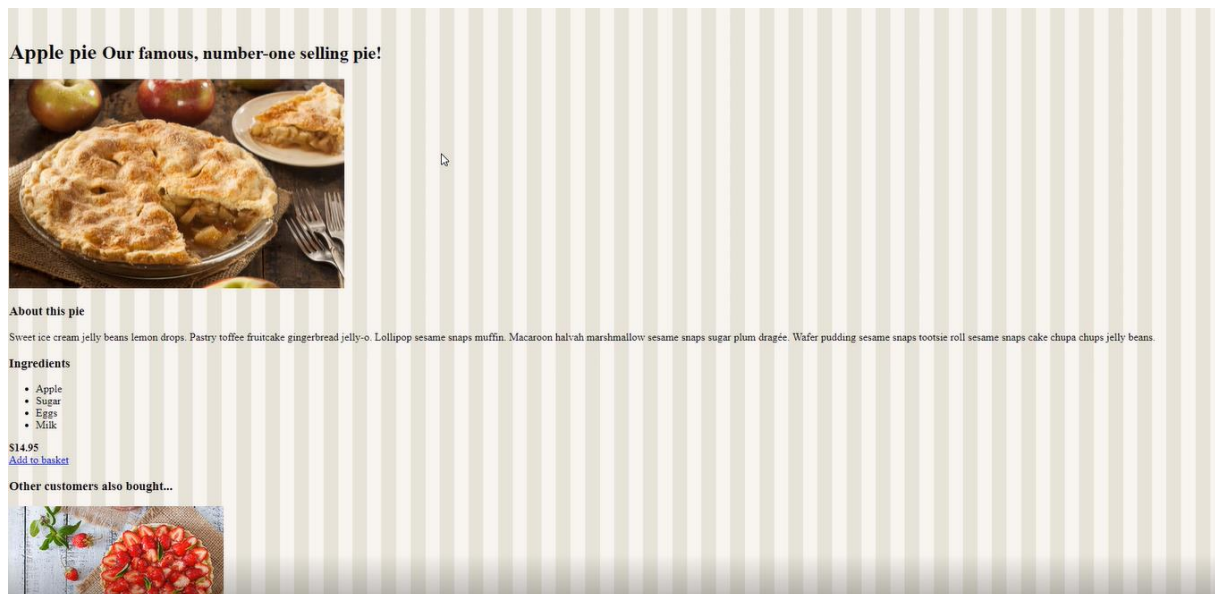 Apple pie Our famous, number-one selling pie!
About this pie
Sweet ice cream jelly beans lemon drops. Pastry toffee fruitcake gingerbread jelly-o. Lollipop sesame snaps muffin. Macaroon halvah marshmallow sesame snaps sugar plum dragée. Wafer pudding sesame snaps tootsie roll sesame snaps cake chupa chups jelly beans.
Ingredients
• Apple
• Sugar
• Eggs
• Milk
$14.95
Add to basket
Other customers also bought...